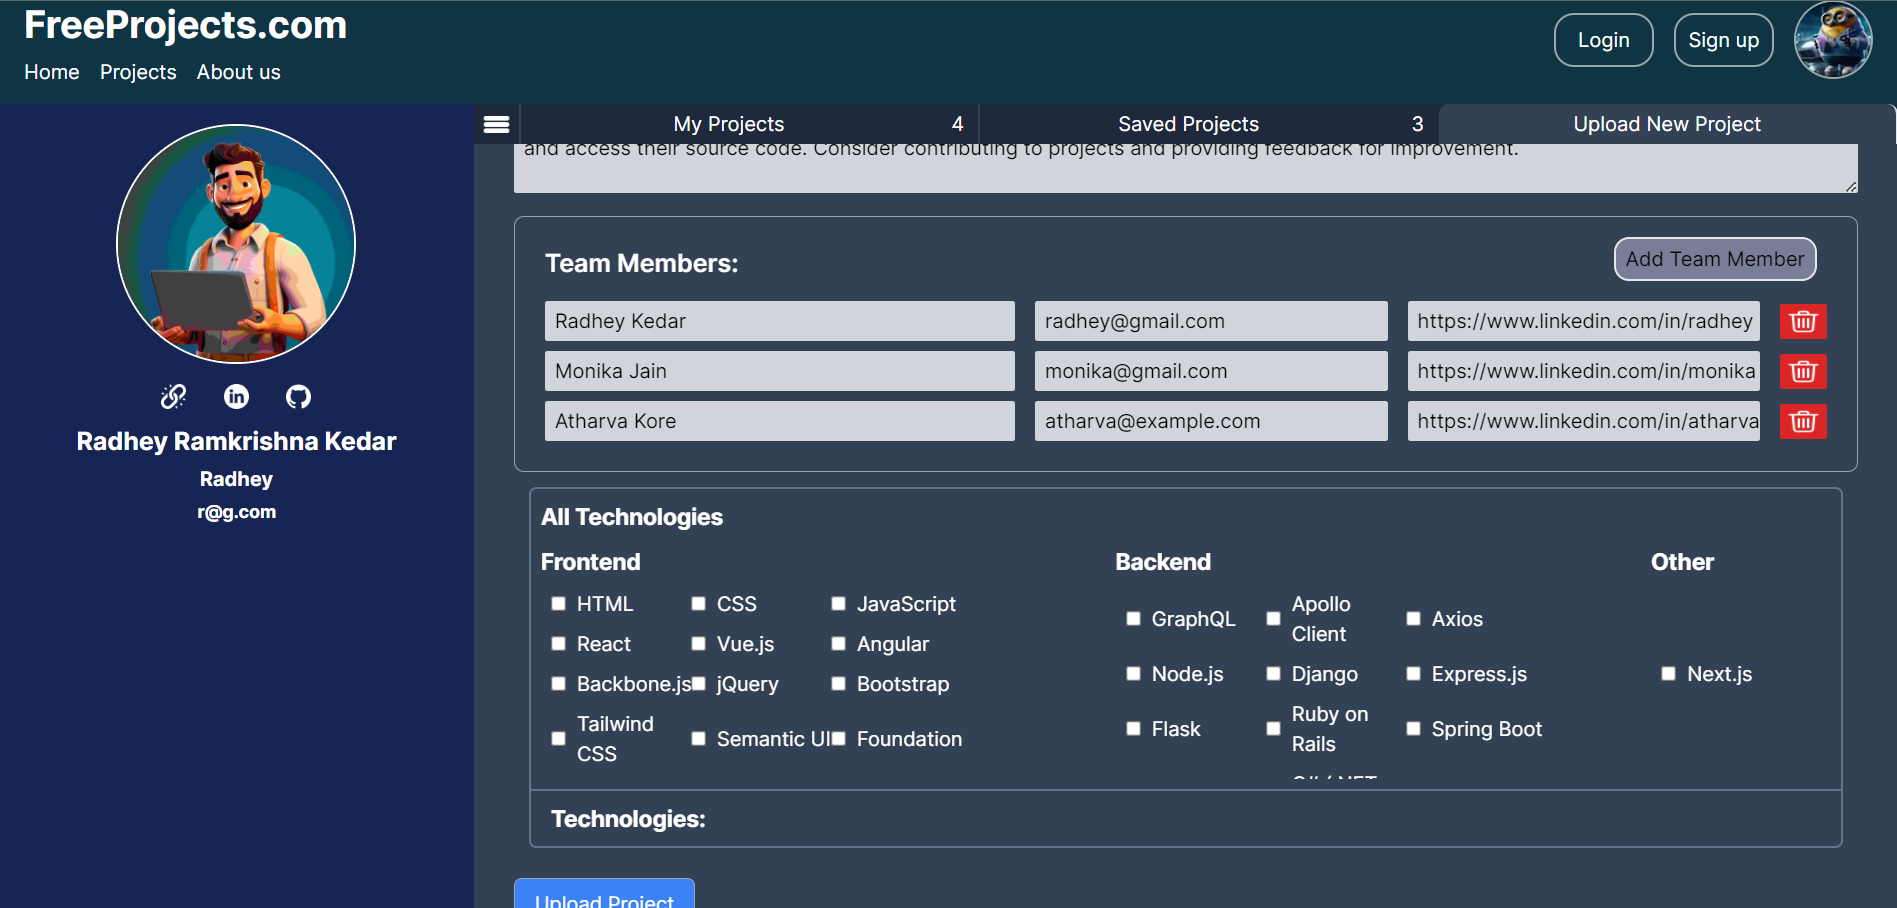 FreeProjects.com
Home Projects About us
Login Sign up
My Projects 4 Saved Projects 3 Upload New Project
and access their source code. Consider contributing to projects and providing feedback for improvement.
Radhey Ramkrishna Kedar
Radhey
r@g.com
Team Members:
Add Team Member
Radhey Kedar radhey@gmail.com https://www.linkedin.com/in/radhey
Monika Jain monika@gmail.com https://www.linkedin.com/in/monika
Atharva Kore atharva@example.com https://www.linkedin.com/in/atharva
All Technologies
Frontend
HTML CSS JavaScript
React Vue.js Angular
Backbone.js jQuery Bootstrap
Tailwind CSS Semantic UI Foundation
Backend
GraphQL Apollo Client Axios
Node.js Django Express.js
Flask Ruby on Rails Spring Boot
Other
Next.js
Technologies:
Upload Project